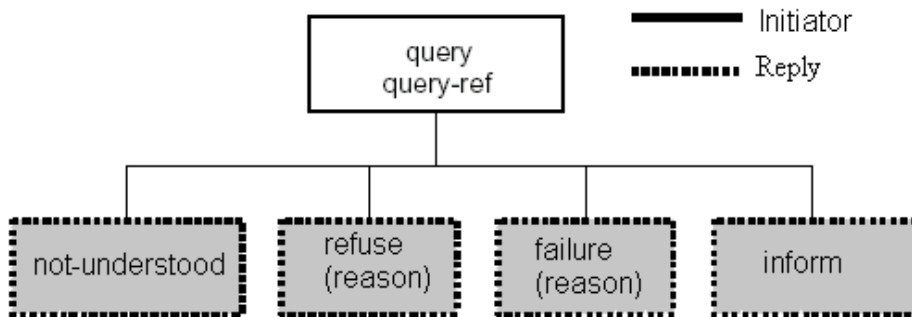 query
query-ref
Initiator
Reply
not-understood
refuse
(reason)
failure
(reason)
inform